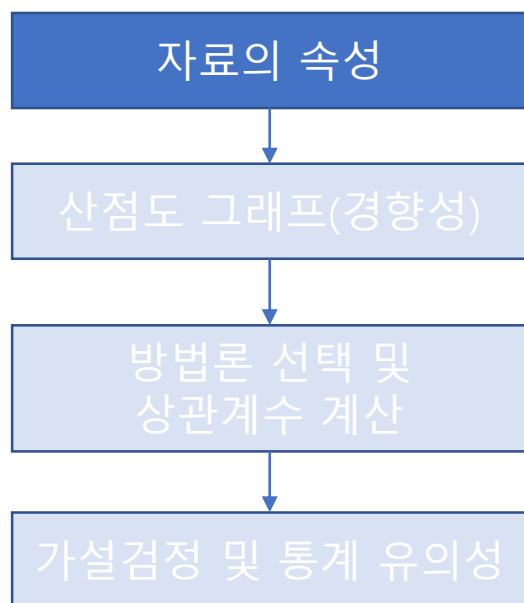 자료의 속성
산점도 그래프(경향성)
방법론 선택 및
상관계수 계산
가설검정 및 통계 유의성